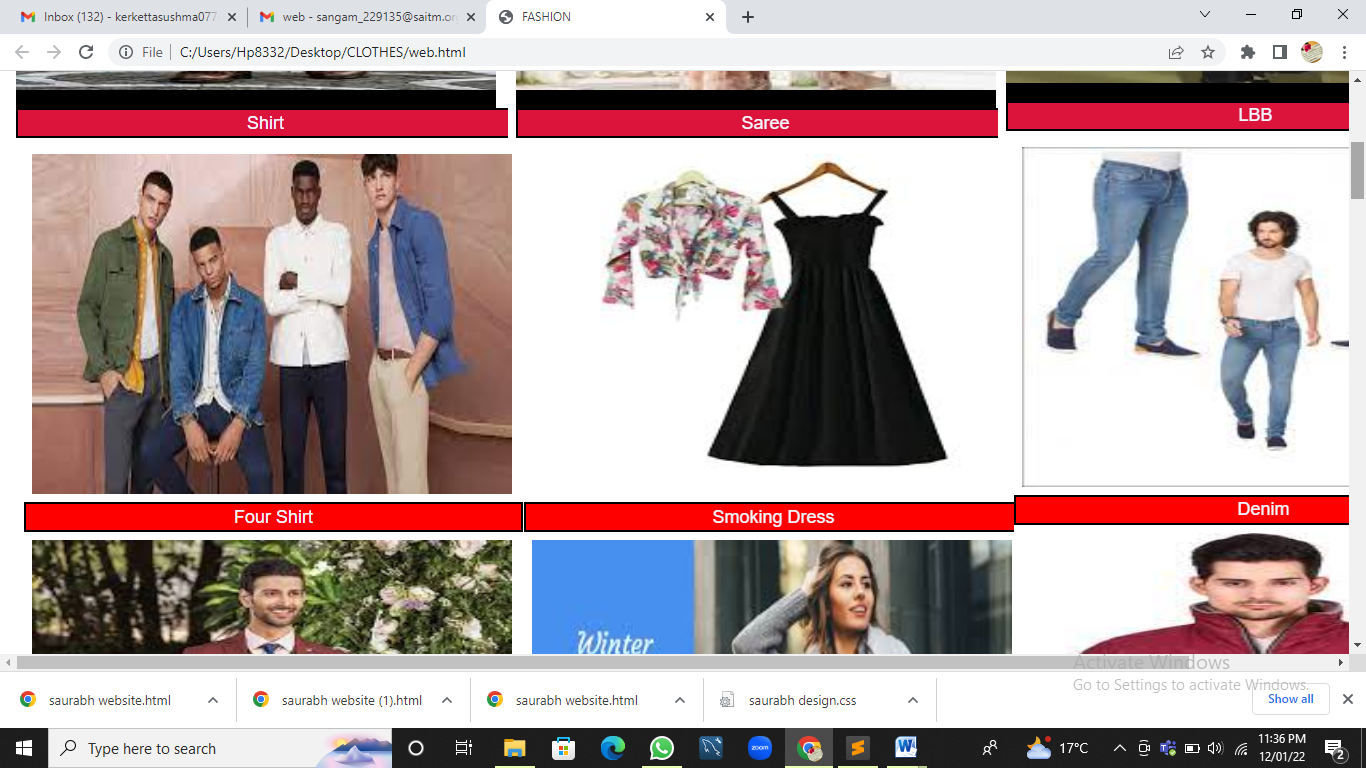 Inbox (132) - kerkettasushma077
web - sangam_229135@saitm.or
FASHION
File
C:/Users/Hp8332/Desktop/CLOTHES/web.html
Shirt
Saree
LBB
Four Shirt
Smoking Dress
Denim
Winter
Activate Windows
Go to Settings to activate Windows.
saurabh website.html
saurabh website (1).html
saurabh website.html
saurabh design.css
Show all
Type here to search
zoom
17°C
11:36 PM
12/01/22
2